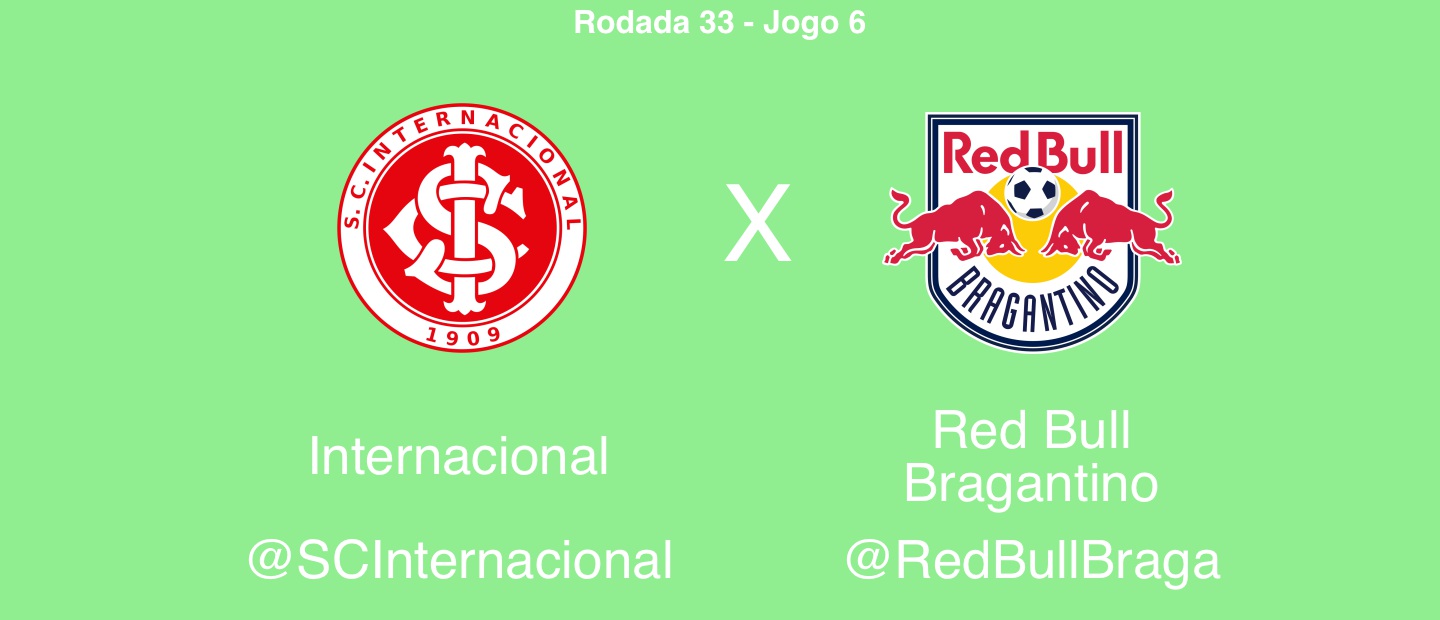 Rodada 33 - Jogo 6
S.C.INTERNACIONAL
1909
X
Red Bull
BRAGANTINO
Internacional
Red Bull
Bragantino
@SCInternacional
@RedBullBraga